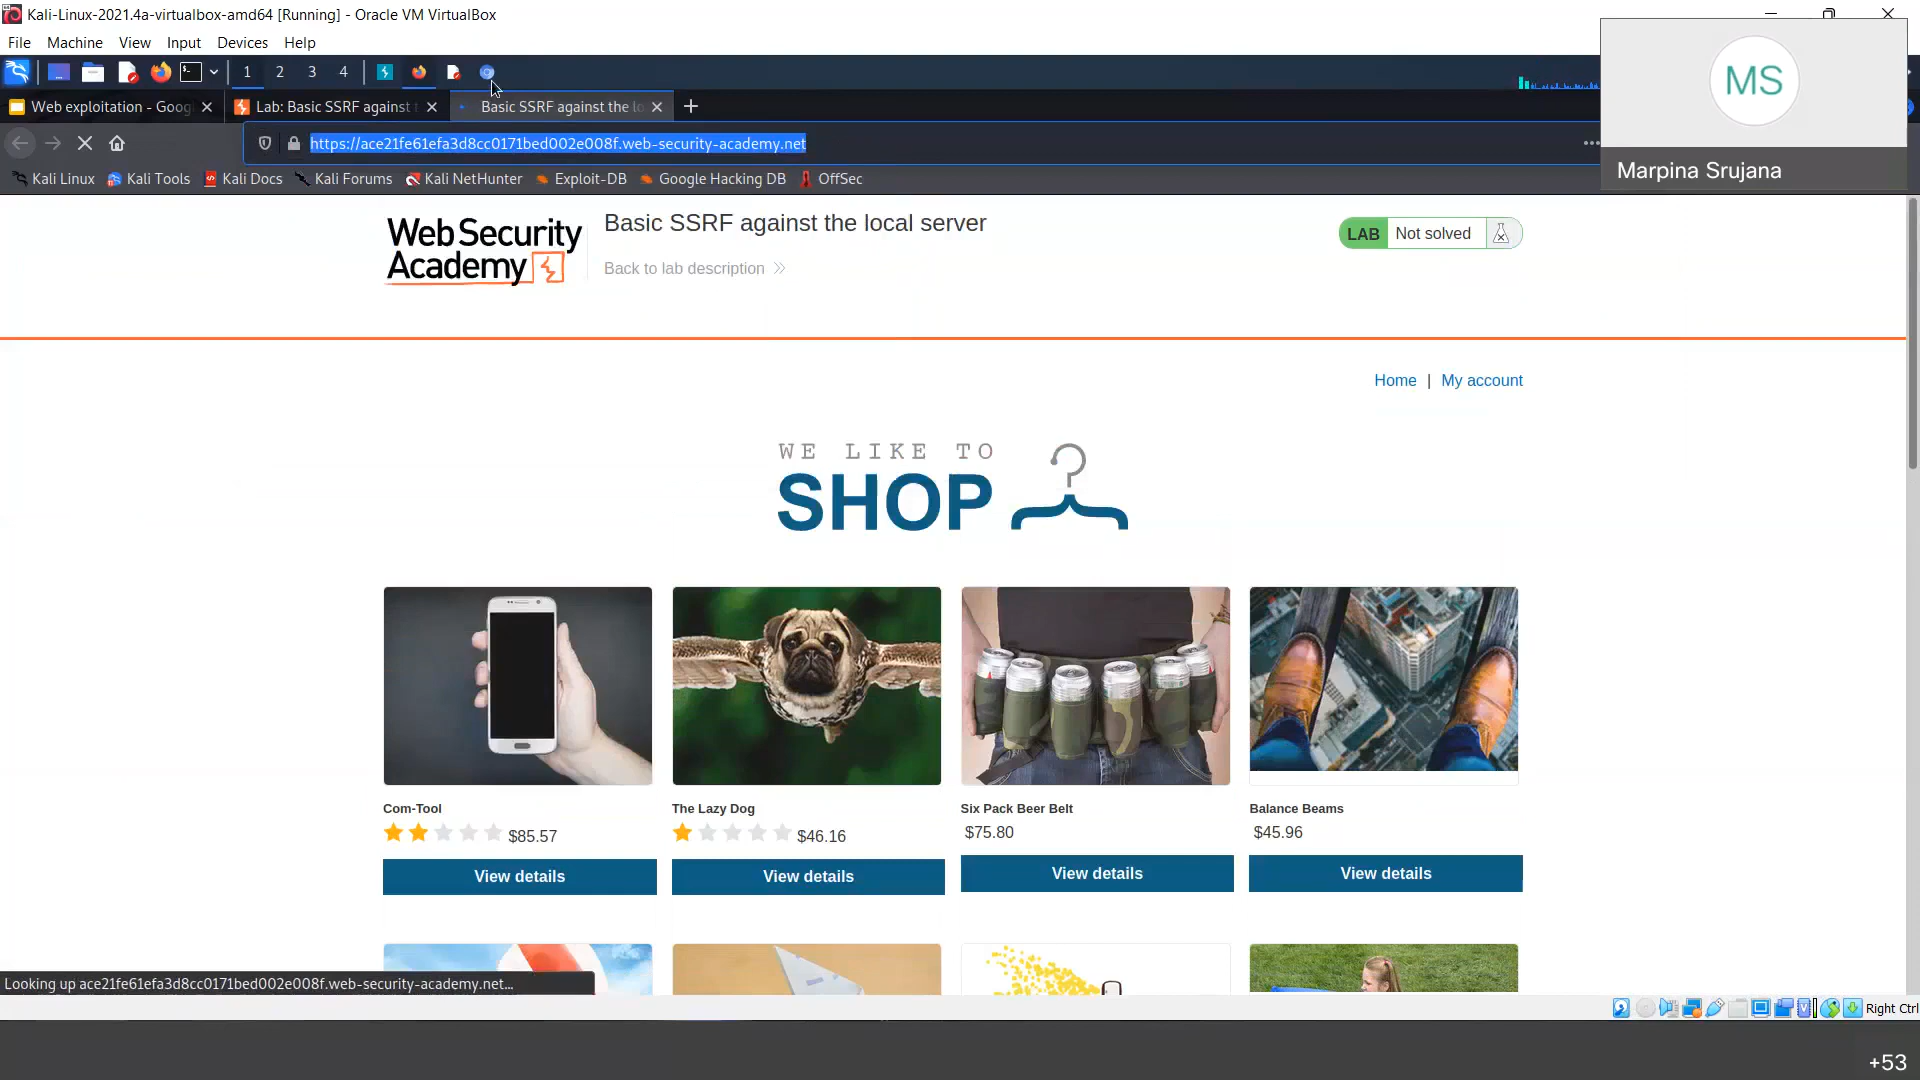 Kali-Linux-2021.4a-virtualbox-amd64 [Running] - Oracle VM VirtualBox
File Machine View Input Devices Help
1 2 3 4
MS
Marpina Srujana
Web exploitation - Goog
Lab: Basic SSRF against t
Basic SSRF against the lo
https://ace21fe61efa3d8cc0171bed002e008f.web-security-academy.net
Kali Linux Kali Tools Kali Docs Kali Forums Kali NetHunter Exploit-DB Google Hacking DB OffSec
WebSecurity
Academy
Basic SSRF against the local server
Back to lab description
LAB Not solved
Home | My account
WE LIKE TO
SHOP
Com-Tool
$85.57
View details
The Lazy Dog
$46.16
View details
Six Pack Beer Belt
$75.80
View details
Balance Beams
$45.96
View details
Looking up ace21fe61efa3d8cc0171bed002e008f.web-security-academy.net...
Right Ctrl
+53